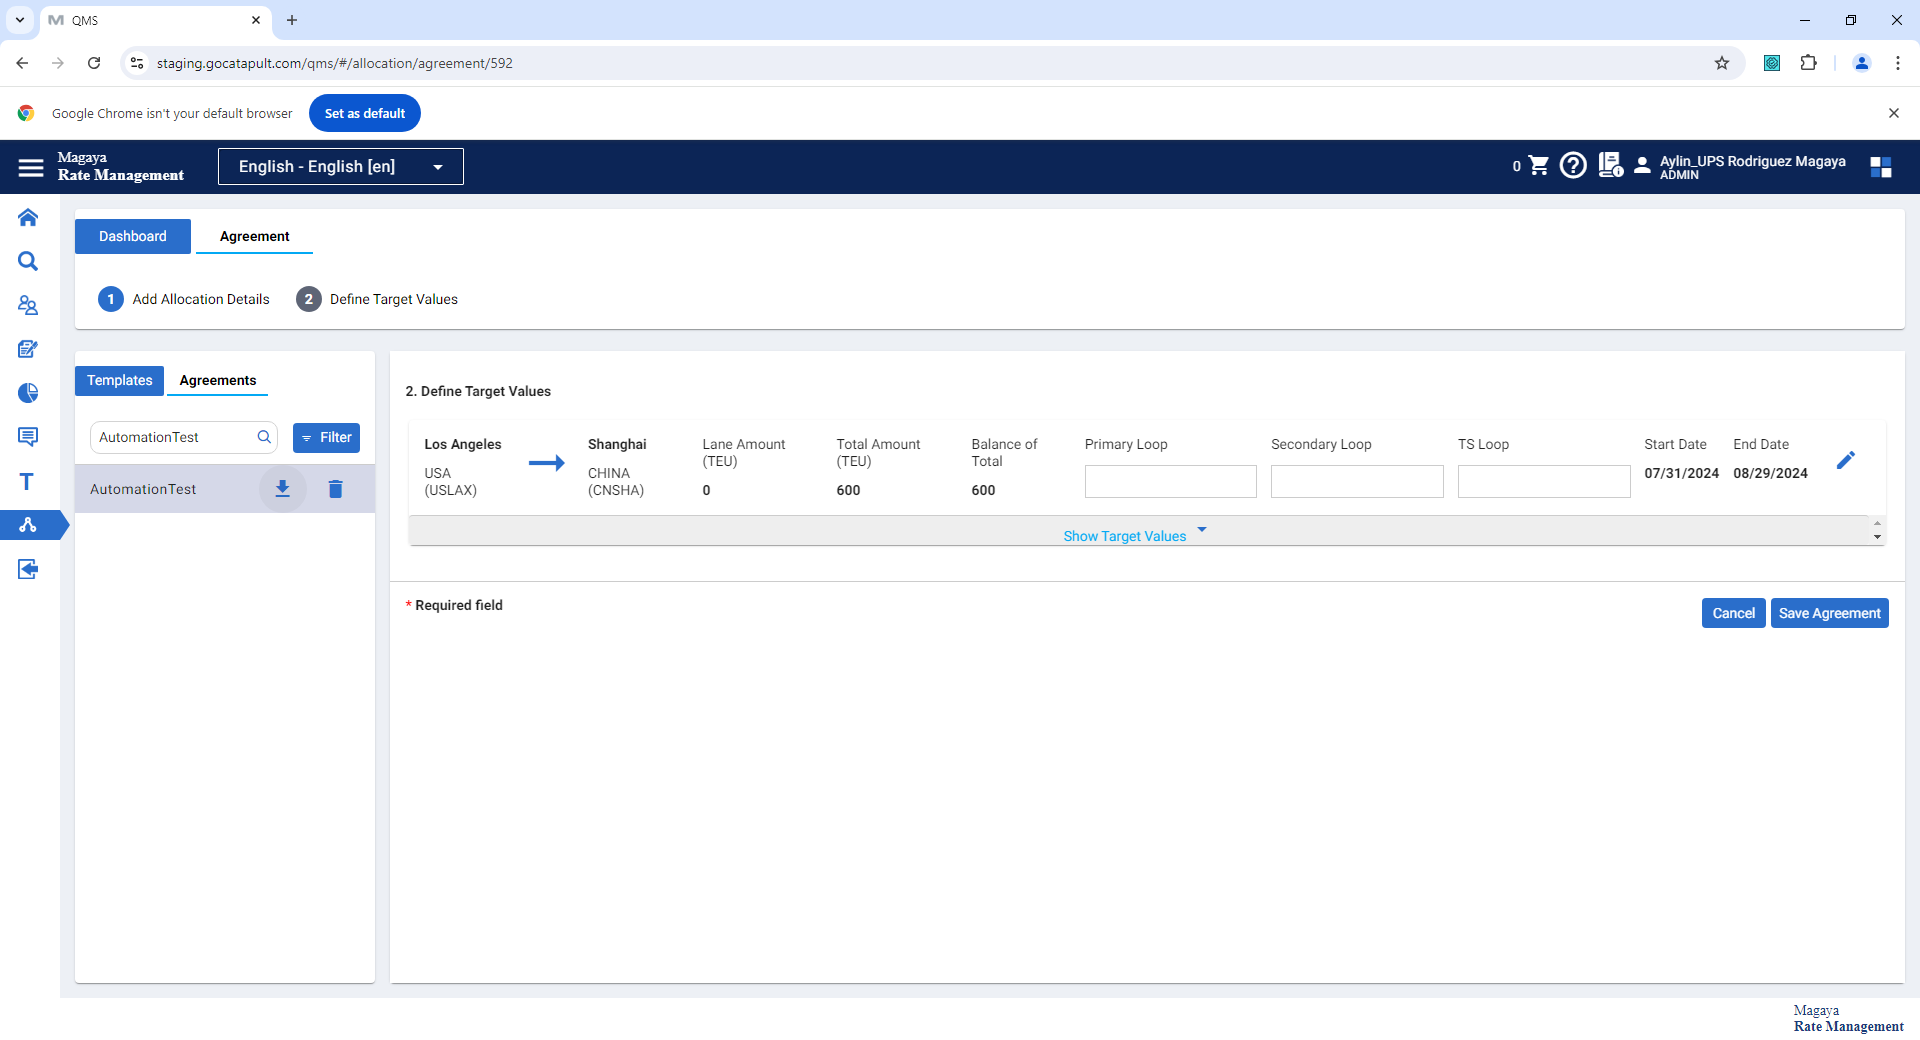 QMS
staging.gocatapult.com/qms/#/allocation/agreement/592
Google Chrome isn't your default browser
Set as default
Magaya
Rate Management
English - English [en]
0
Aylin_UPS Rodriguez Magaya
ADMIN
Dashboard
Agreement
1 Add Allocation Details
2 Define Target Values
Templates
Agreements
AutomationTest
Filter
AutomationTest
T
2. Define Target Values
Los Angeles
USA
(USLAX)
Shanghai
CHINA
(CNSHA)
Lane Amount
(TEU)
0
Total Amount
(TEU)
600
Balance of
Total
600
Primary Loop
Secondary Loop
TS Loop
Start Date
07/31/2024
End Date
08/29/2024
Show Target Values
* Required field
Cancel
Save Agreement
Magaya
Rate Management